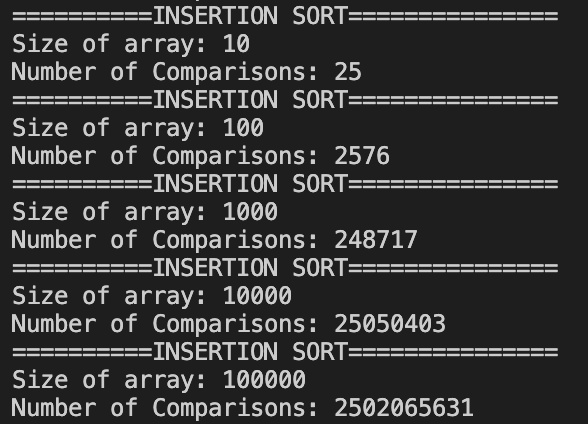 ==========INSERTION SORT===============
Size of array: 10
Number of Comparisons: 25
==========INSERTION SORT===============
Size of array: 100
Number of Comparisons: 2576
==========INSERTION SORT===============
Size of array: 1000
Number of Comparisons: 248717
==========INSERTION SORT===============
Size of array: 10000
Number of Comparisons: 25050403
==========INSERTION SORT===============
Size of array: 100000
Number of Comparisons: 2502065631